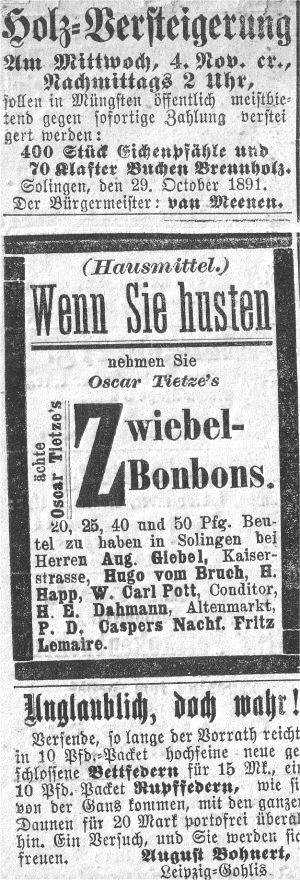 Holz-Versteigerung
Am Mittwoch, 4. Nov. cr.,
Nachmittags 2 Uhr,
sollen in Müngsten öffentlich meistbie-
tend gegen sofortige Zahlung verstei
gert werden:
400 Stück Eichenpfähle und
70 Klafter Buchen Brennholz.
Solingen, den 29. October 1891.
Der Bürgermeister: van Meenen.
(Hausmittel.)
Wenn Sie husten
nehmen Sie
Oscar Tietze's
ächte
Oscar Tietze's
Zwiebel-
Bonbons.
20, 25, 40 und 50 Pfg. Beu-
tel zu haben in Solingen bei
Herren Aug. Giebel, Kaiser-
strasse, Hugo vom Bruch, H.
Happ, W. Carl Pott, Conditor,
H. E. Dahmann, Altenmarkt,
P. D. Caspers Nachf. Fritz
Lemaire.
Unglaublich, doch wahr!
Versende, so lange der Vorrath reicht
in 10 Pfd.-Packet hochfeine neue ge
schlossene Bettfedern für 15 Mk., ein
10 Pfd. Packet Rupffedern, wie si
von der Gans kommen, mit den ganzen
Daunen für 20 Mark portofrei überal
hin. Ein Versuch, und Sie werden sic
freuen. August Bohnert,
Leipzig-Gohlis.